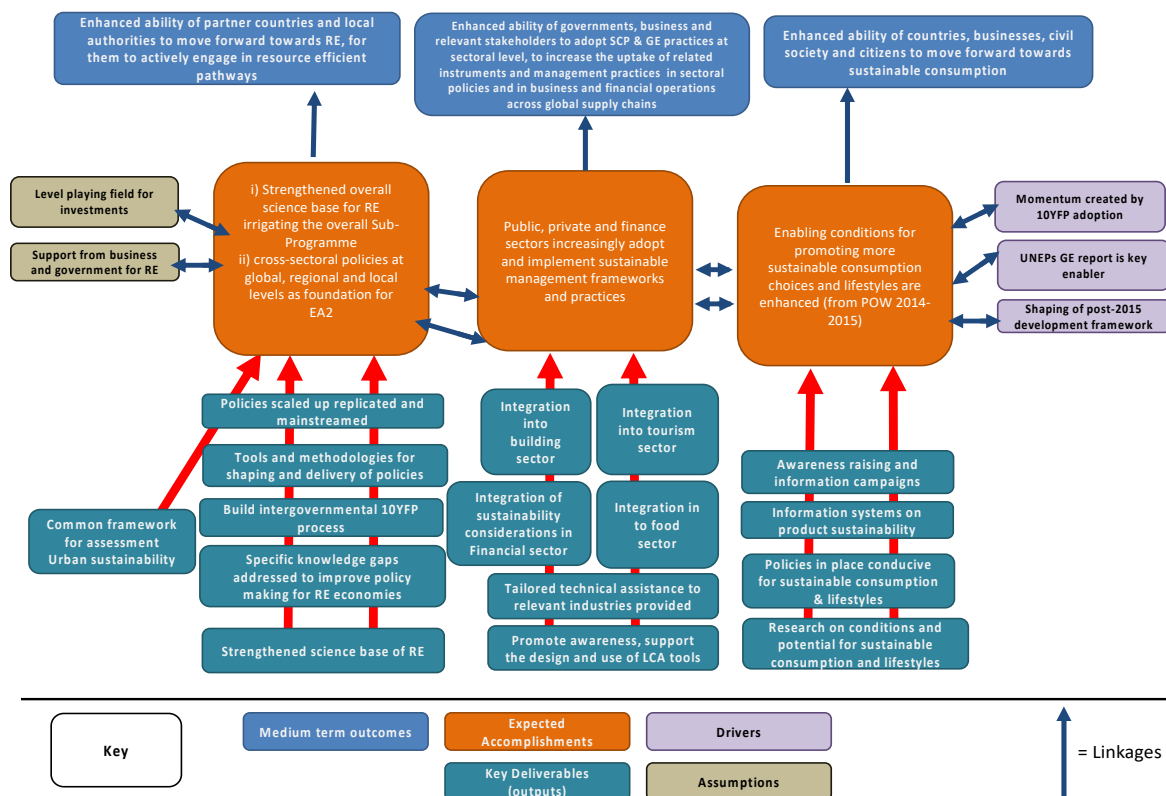 Enhanced ability of partner countries and local
authorities to move forward towards RE, for
them to actively engage in resource efficient
pathways
Enhanced ability of governments, business and
relevant stakeholders to adopt SCP & GE practices at
sectoral level, to increase the uptake of related
instruments and management practices in sectoral
policies and in business and financial operations
across global supply chains
Enhanced ability of countries, businesses, civil
society and citizens to move forward towards
sustainable consumption
Level playing field for
investments
Support from business
and government for RE
i) Strengthened overall
science base for RE
irrigating the overall Sub-
Programme
ii) cross-sectoral policies at
global, regional and local
levels as foundation for
EA2
Public, private and finance
sectors increasingly adopt
and implement sustainable
management frameworks
and practices
Enabling conditions for
promoting more
sustainable consumption
choices and lifestyles are
enhanced (from POW 2014-
2015)
Momentum created by
10YFP adoption
UNEPs GE report is key
enabler
Shaping of post-2015
development framework
Common framework
for assessment
Urban sustainability
Policies scaled up replicated and
mainstreamed
Tools and methodologies for
shaping and delivery of policies
Build intergovernmental 10YFP
process
Specific knowledge gaps
addressed to improve policy
making for RE economies
Strengthened science base of RE
Integration
into
building
sector
Integration
into tourism
sector
Integration of
sustainability
considerations in
Financial sector
Integration in
to food
sector
Tailored technical assistance to
relevant industries provided
Promote awareness, support
the design and use of LCA tools
Awareness raising and
information campaigns
Information systems on
product sustainability
Policies in place conducive
for sustainable consumption
& lifestyles
Research on conditions and
potential for sustainable
consumption and lifestyles
Key
Medium term outcomes
Expected
Accomplishments
Drivers
Key Deliverables
(outputs)
Assumptions
= Linkages